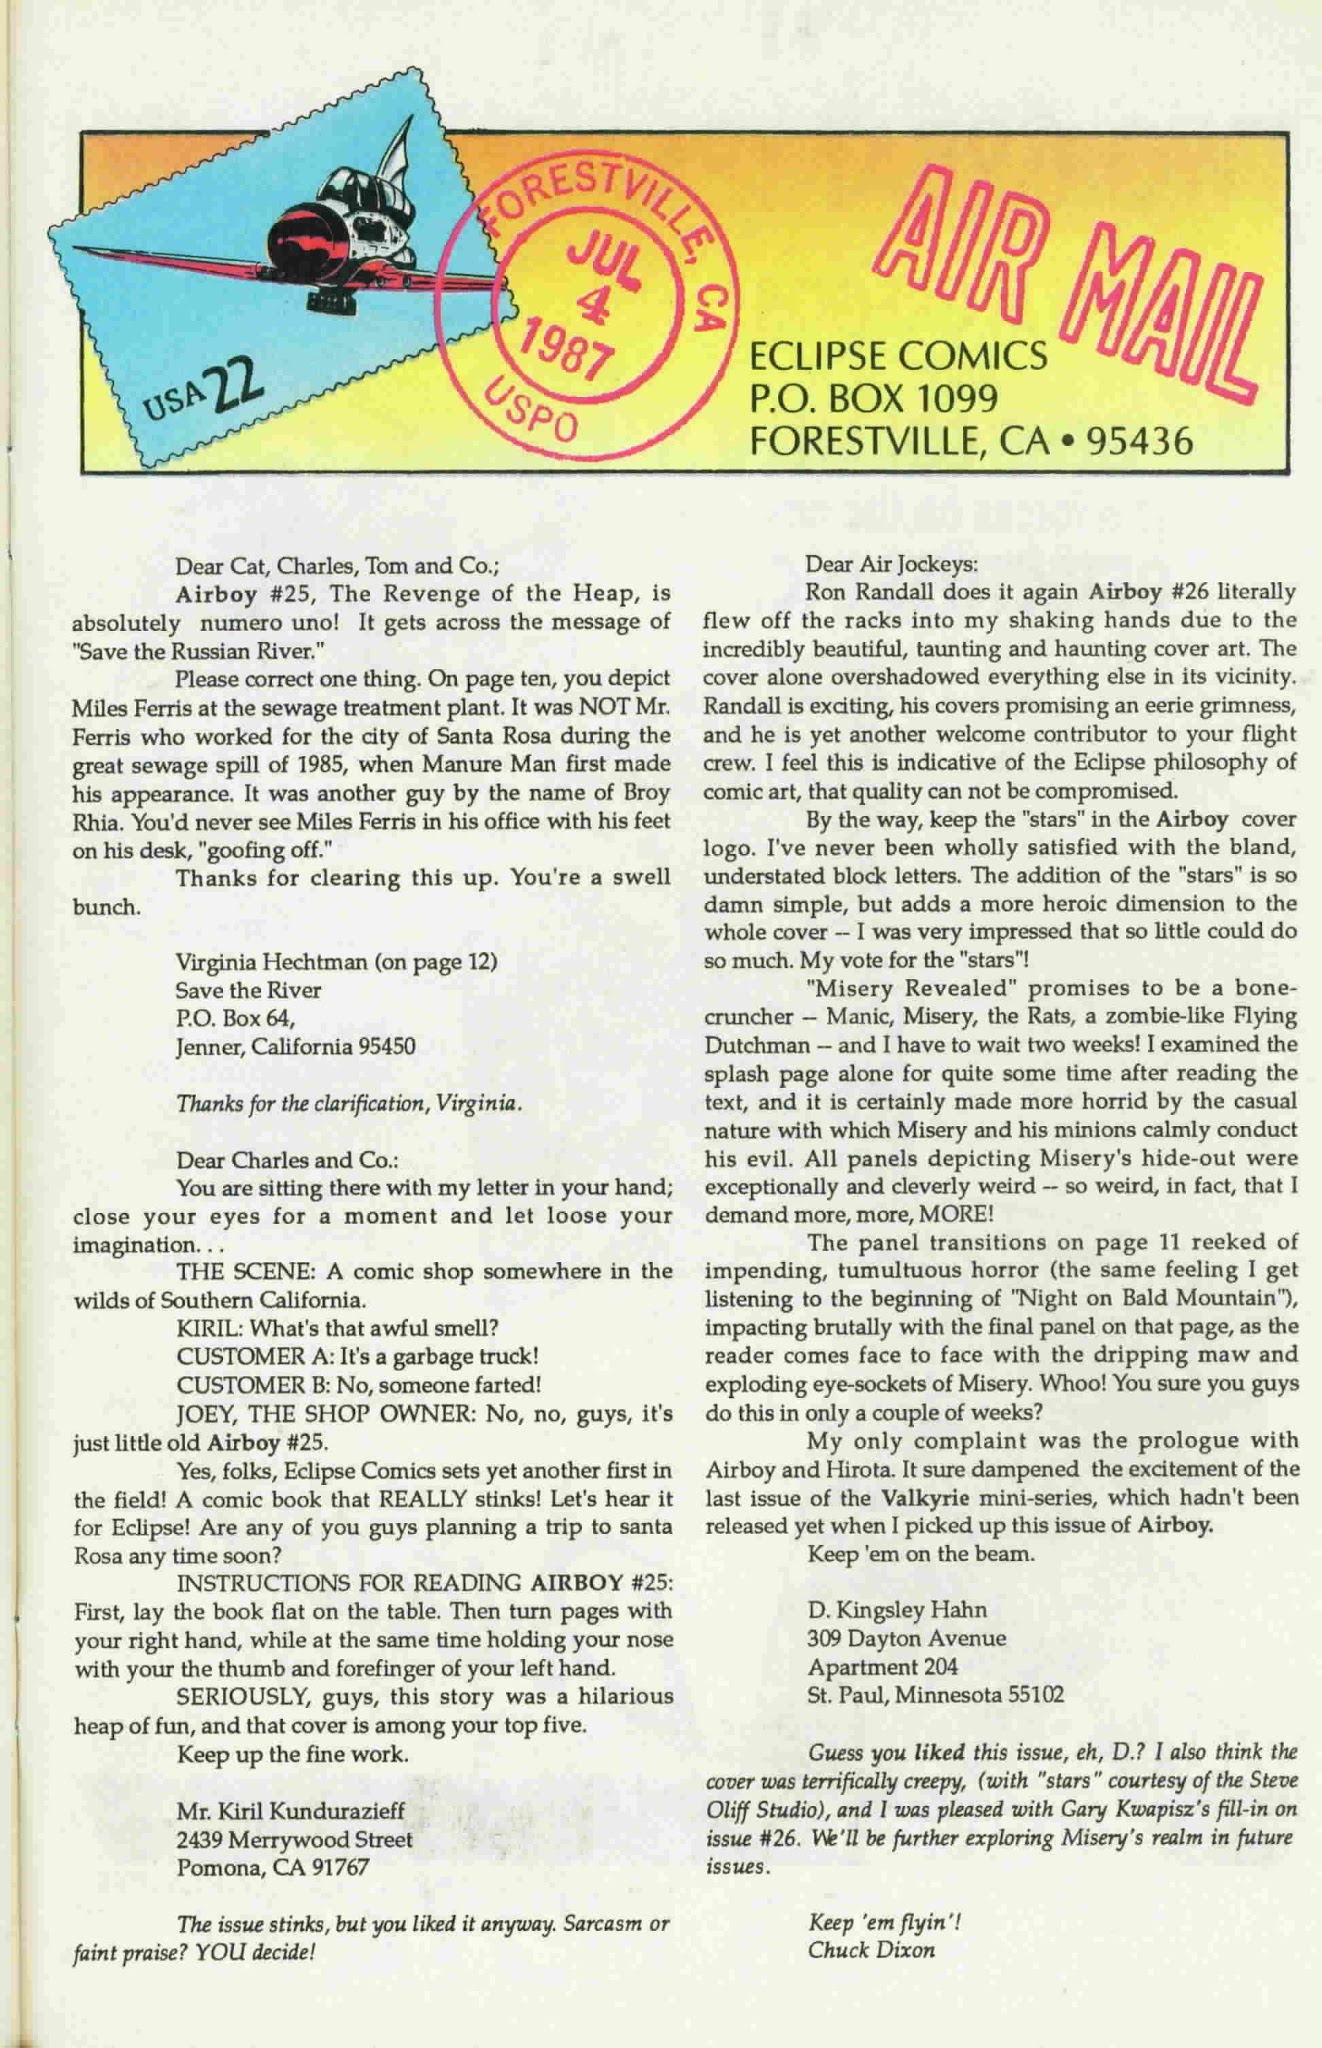 USA 22
FORESTVILLE, CA
JUL
4
1987
USPO
AIR MAIL
ECLIPSE COMICS
P.O. BOX 1099
FORESTVILLE, CA • 95436
Dear Cat, Charles, Tom and Co.;
Airboy #25, The Revenge of the Heap, is
absolutely numero uno! It gets across the message of
"Save the Russian River."
Please correct one thing. On page ten, you depict
Miles Ferris at the sewage treatment plant. It was NOT Mr.
Ferris who worked for the city of Santa Rosa during the
great sewage spill of 1985, when Manure Man first made
his appearance. It was another guy by the name of Broy
Rhia. You'd never see Miles Ferris in his office with his feet
on his desk, "goofing off."
Thanks for clearing this up. You're a swell
bunch.
Virginia Hechtman (on page 12)
Save the River
P.O. Box 64,
Jenner, California 95450
Thanks for the clarification, Virginia.
Dear Charles and Co.:
You are sitting there with my letter in your hand;
close your eyes for a moment and let loose your
imagination. . .
THE SCENE: A comic shop somewhere in the
wilds of Southern California.
KIRIL: What's that awful smell?
CUSTOMER A: It's a garbage truck!
CUSTOMER B: No, someone farted!
JOEY, THE SHOP OWNER: No, no, guys, it's
just little old Airboy #25.
Yes, folks, Eclipse Comics sets yet another first in
the field! A comic book that REALLY stinks! Let's hear it
for Eclipse! Are any of you guys planning a trip to santa
Rosa any time soon?
INSTRUCTIONS FOR READING AIRBOY #25:
First, lay the book flat on the table. Then turn pages with
your right hand, while at the same time holding your nose
with your the thumb and forefinger of your left hand.
SERIOUSLY, guys, this story was a hilarious
heap of fun, and that cover is among your top five.
Keep up the fine work.
Mr. Kiril Kundurazieff
2439 Merrywood Street
Pomona, CA 91767
The issue stinks, but you liked it anyway. Sarcasm or
faint praise? YOU decide!
Dear Air Jockeys:
Ron Randall does it again Airboy #26 literally
flew off the racks into my shaking hands due to the
incredibly beautiful, taunting and haunting cover art. The
cover alone overshadowed everything else in its vicinity.
Randall is exciting, his covers promising an eerie grimness,
and he is yet another welcome contributor to your flight
crew. I feel this is indicative of the Eclipse philosophy of
comic art, that quality can not be compromised.
By the way, keep the "stars" in the Airboy cover
logo. I've never been wholly satisfied with the bland,
understated block letters. The addition of the "stars" is so
damn simple, but adds a more heroic dimension to the
whole cover -- I was very impressed that so little could do
so much. My vote for the "stars"!
"Misery Revealed" promises to be a bone-
cruncher -- Manic, Misery, the Rats, a zombie-like Flying
Dutchman -- and I have to wait two weeks! I examined the
splash page alone for quite some time after reading the
text, and it is certainly made more horrid by the casual
nature with which Misery and his minions calmly conduct
his evil. All panels depicting Misery's hide-out were
exceptionally and cleverly weird -- so weird, in fact, that I
demand more, more, MORE!
The panel transitions on page 11 reeked of
impending, tumultuous horror (the same feeling I get
listening to the beginning of "Night on Bald Mountain"),
impacting brutally with the final panel on that page, as the
reader comes face to face with the dripping maw and
exploding eye-sockets of Misery. Whoo! You sure you guys
do this in only a couple of weeks?
My only complaint was the prologue with
Airboy and Hirota. It sure dampened the excitement of the
last issue of the Valkyrie mini-series, which hadn't been
released yet when I picked up this issue of Airboy.
Keep 'em on the beam.
D. Kingsley Hahn
309 Dayton Avenue
Apartment 204
St. Paul, Minnesota 55102
Guess you liked this issue, eh, D.? I also think the
cover was terrifically creepy, (with "stars" courtesy of the Steve
Oliff Studio), and I was pleased with Gary Kwapisz's fill-in on
issue #26. We'll be further exploring Misery's realm in future
issues.
Keep 'em flyin'!
Chuck Dixon